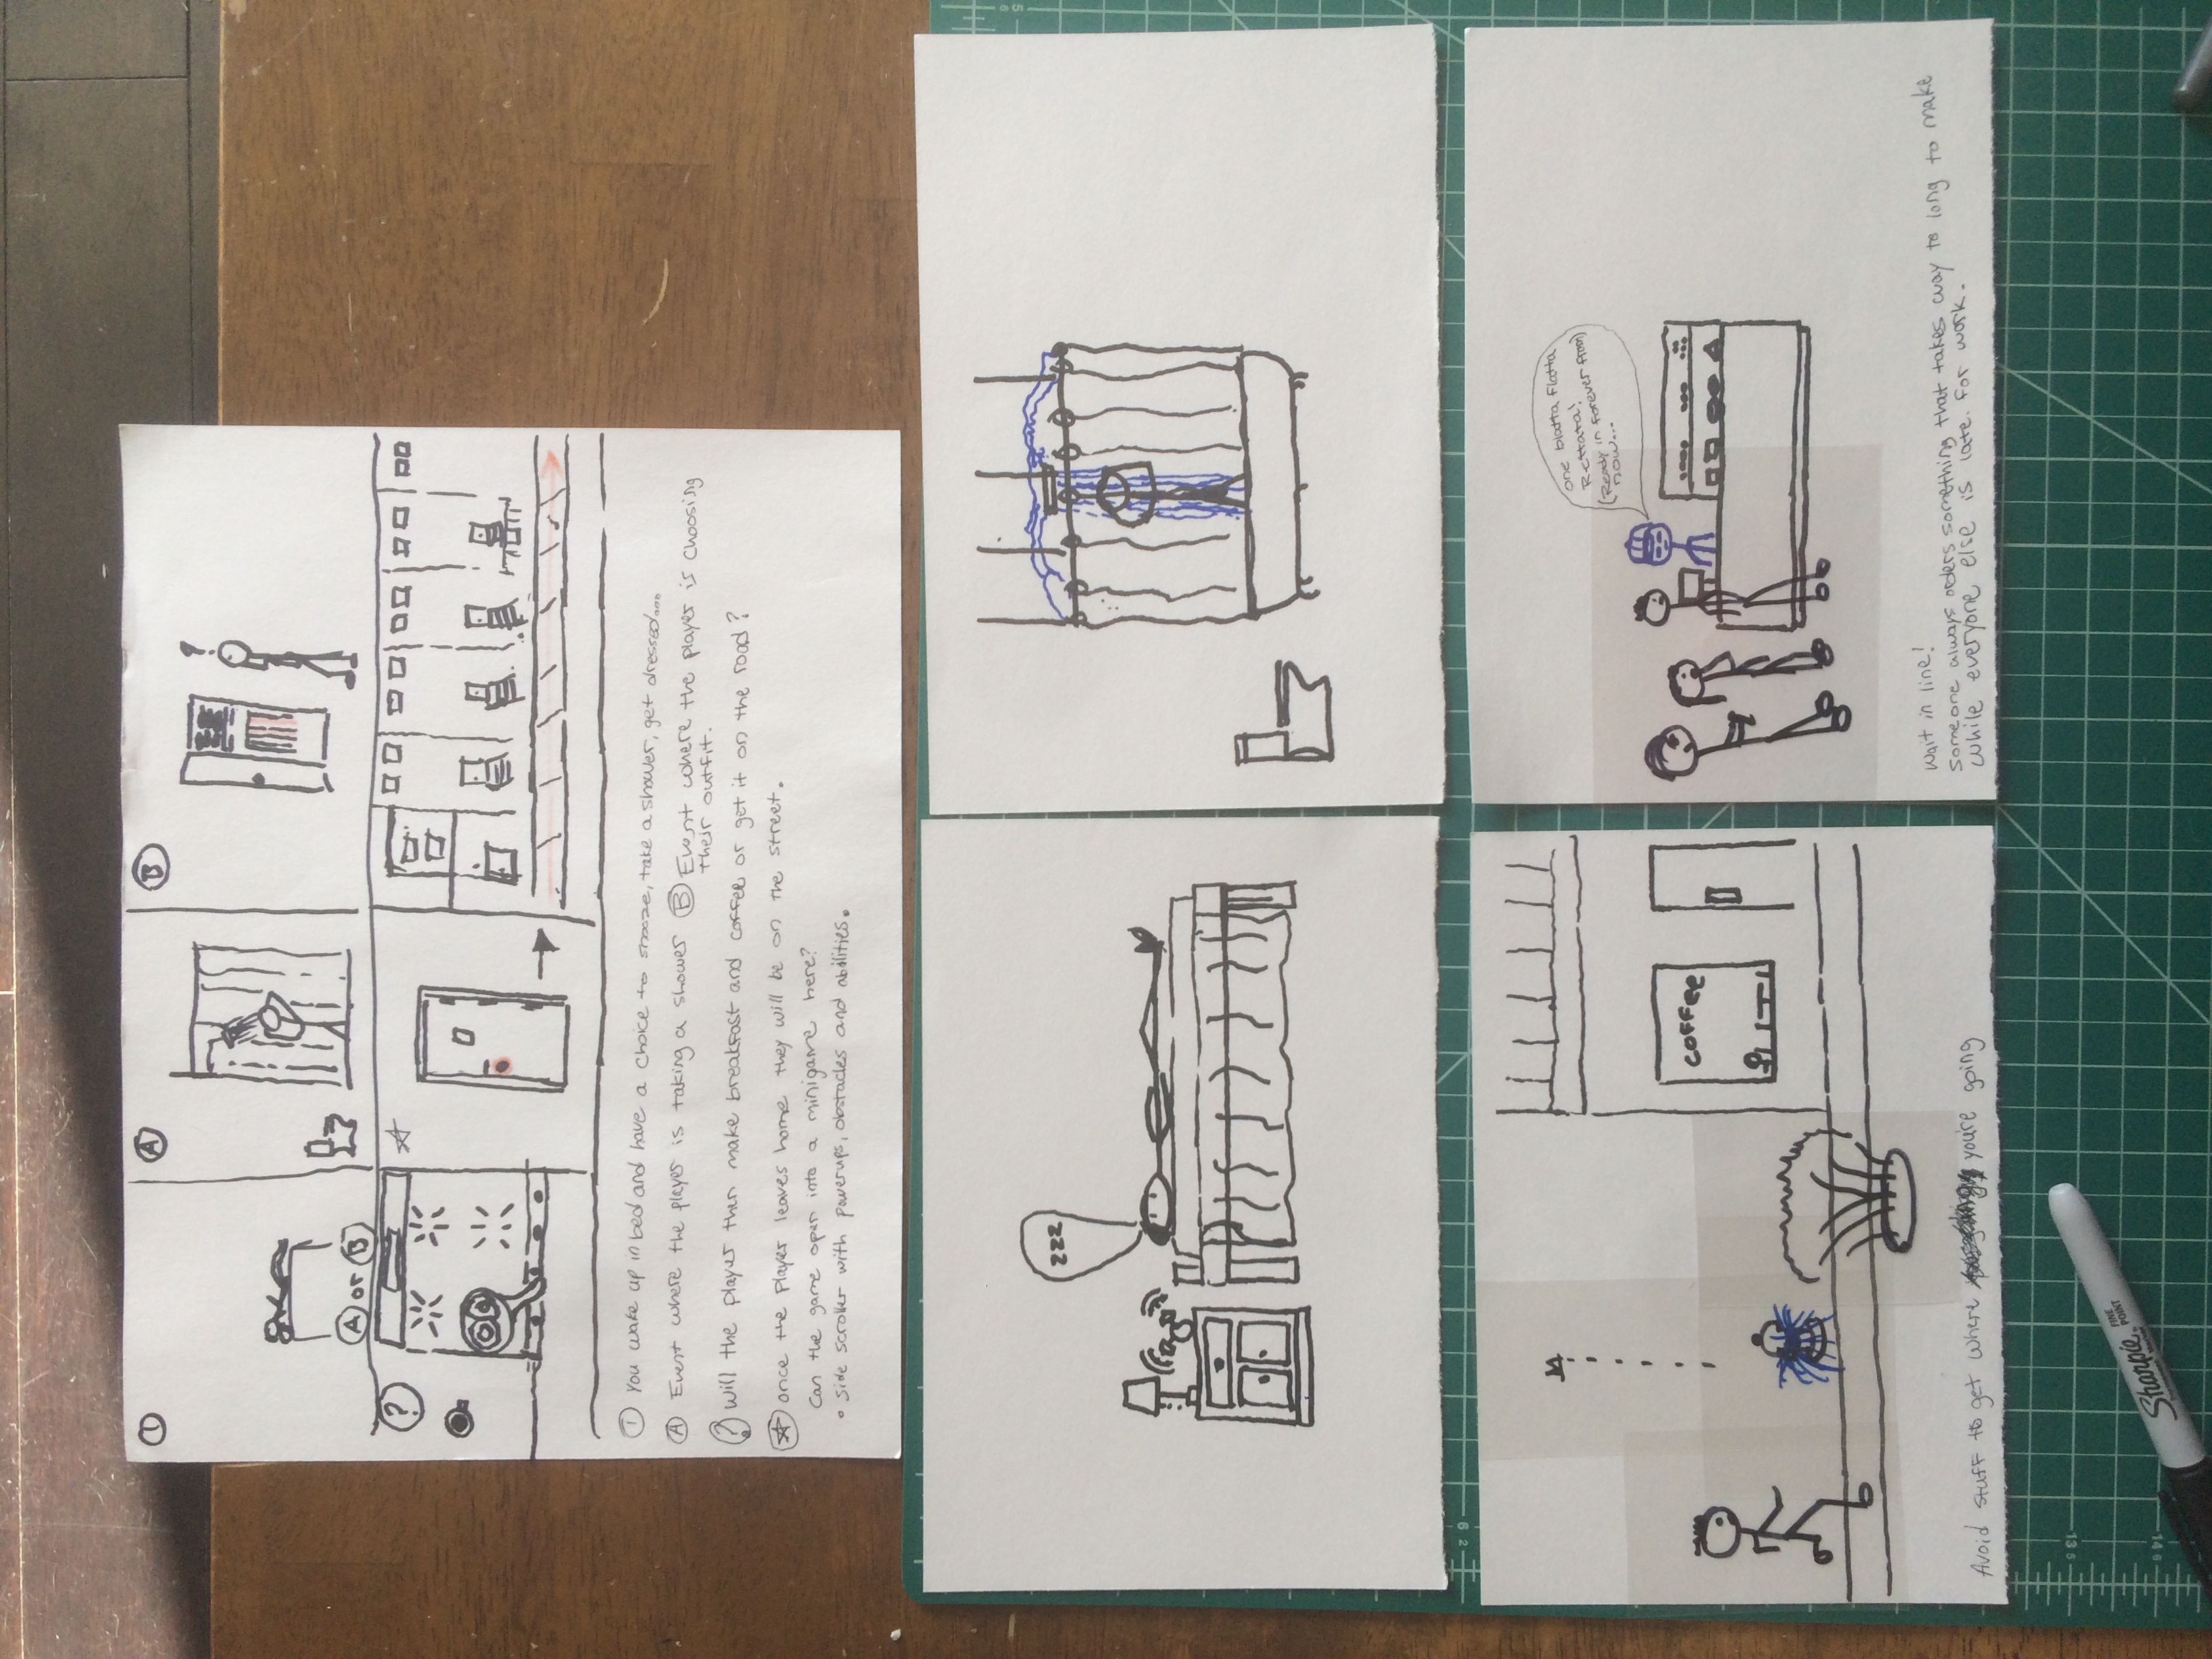 1
A
B
?
A or B
?
1 You wake up in bed and have a choice to snooze, take a shower, get dressed...
A Event where the player is taking a shower B Event where the player is choosing
their outfit.
? Will the player then make breakfast and coffee or get it on the road?
☆ once the player leaves home they will be on the street.
Can the game open into a minigame here?
• Side scroller with powerups, obstacles and abilities.
zzz
62
coffee
Avoid stuff to get where you're going
one blatta flatta
Rettata!
(Ready in forever from)
now...
Wait in line!
Someone always orders something that takes way to long to make
while everyone else is late for work.
13.5
14.6
Sharpie
FINE
POINT